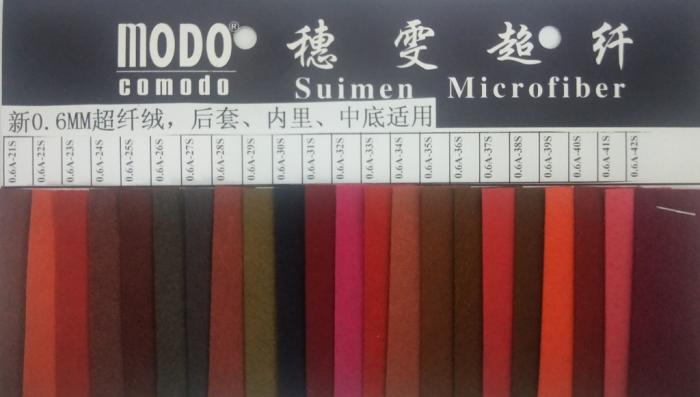 MODO® 穗雯超纤
comodo Suimen Microfiber
新0.6MM超纤绒，后套、内里、中底适用
0.6A-21S
0.6A-22S
0.6A-23S
0.6A-24S
0.6A-25S
0.6A-26S
0.6A-27S
0.6A-28S
0.6A-29S
0.6A-30S
0.6A-31S
0.6A-32S
0.6A-33S
0.6A-34S
0.6A-35S
0.6A-36S
0.6A-37S
0.6A-38S
0.6A-39S
0.6A-40S
0.6A-41S
0.6A-42S